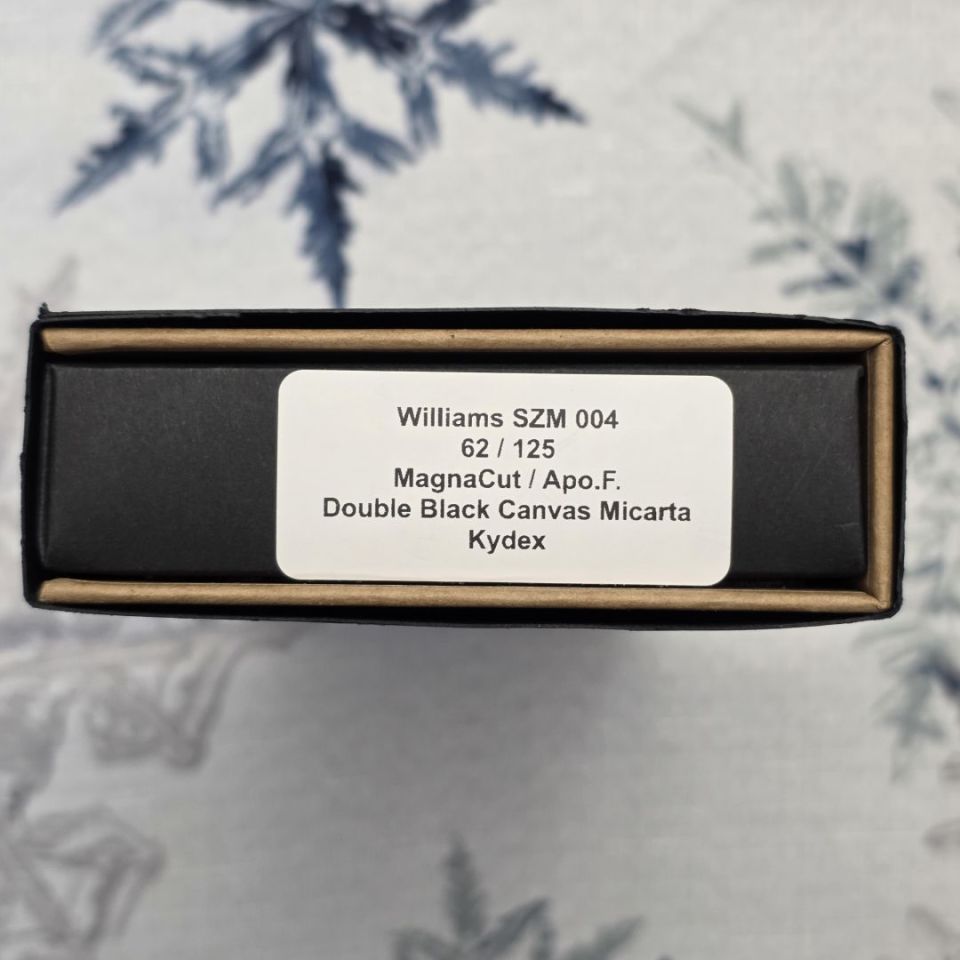 Williams SZM 004
62 / 125
MagnaCut / Apo.F.
Double Black Canvas Micarta
Kydex